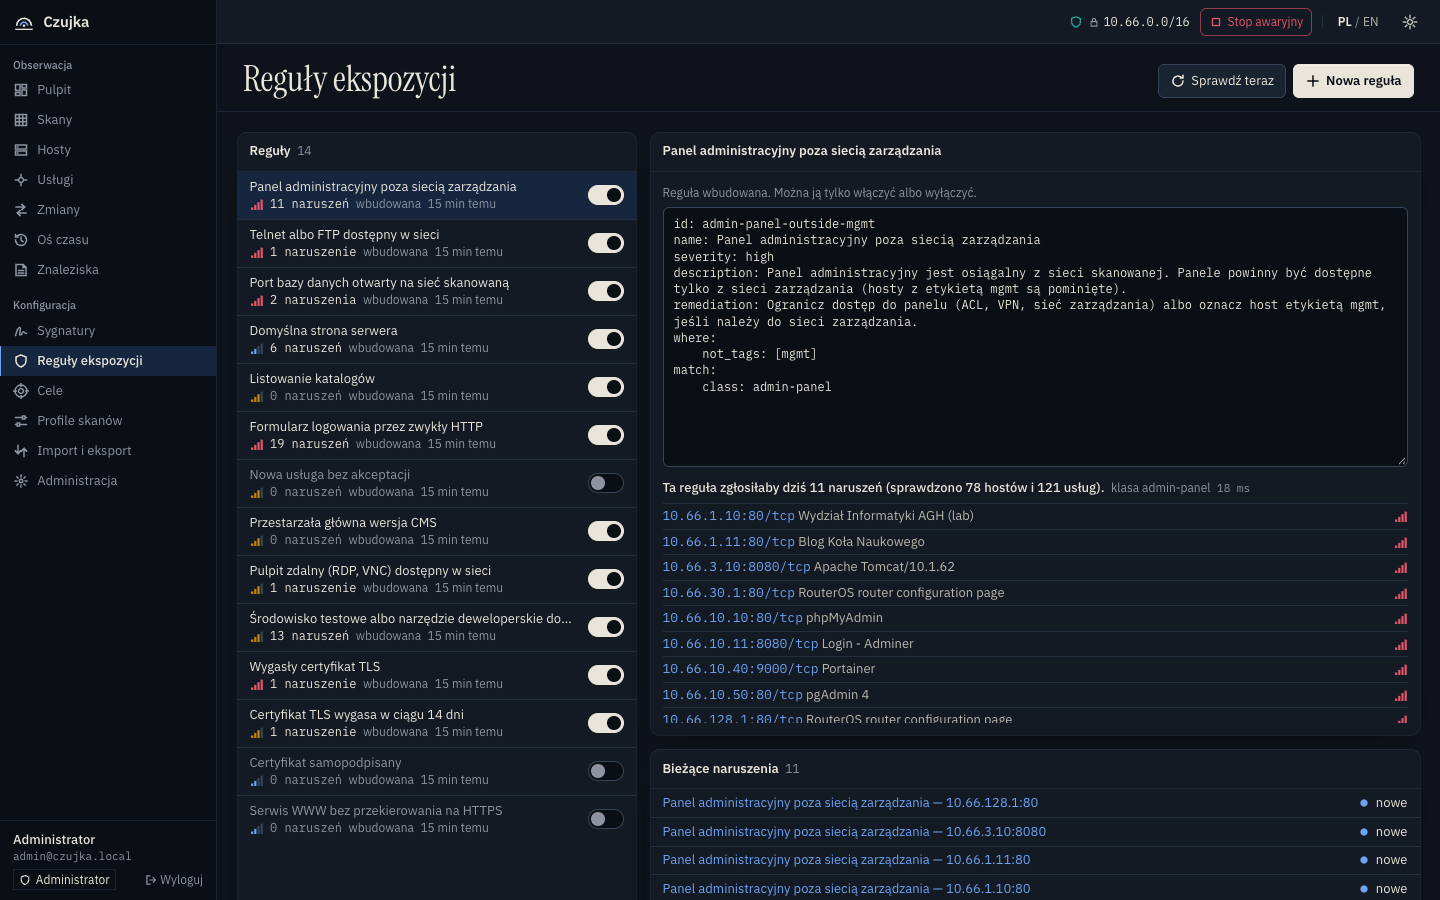 Czujka
10.66.0.0/16
Stop awaryjny
PL / EN
Obserwacja
Pulpit
Skany
Hosty
Usługi
Zmiany
Oś czasu
Znaleziska
Konfiguracja
Sygnatury
Reguły ekspozycji
Cele
Profile skanów
Import i eksport
Administracja
Administrator
admin@czujka.local
Administrator
Wyloguj
Reguły ekspozycji
Sprawdź teraz
Nowa reguła
Reguły 14
Panel administracyjny poza siecią zarządzania
11 naruszeń wbudowana 15 min temu
Telnet albo FTP dostępny w sieci
1 naruszenie wbudowana 15 min temu
Port bazy danych otwarty na sieć skanowaną
2 naruszenia wbudowana 15 min temu
Domyślna strona serwera
6 naruszeń wbudowana 15 min temu
Listowanie katalogów
0 naruszeń wbudowana 15 min temu
Formularz logowania przez zwykły HTTP
19 naruszeń wbudowana 15 min temu
Nowa usługa bez akceptacji
0 naruszeń wbudowana 15 min temu
Przestarzała główna wersja CMS
0 naruszeń wbudowana 15 min temu
Pulpit zdalny (RDP, VNC) dostępny w sieci
1 naruszenie wbudowana 15 min temu
Środowisko testowe albo narzędzie deweloperskie do...
13 naruszeń wbudowana 15 min temu
Wygasły certyfikat TLS
1 naruszenie wbudowana 15 min temu
Certyfikat TLS wygasa w ciągu 14 dni
1 naruszenie wbudowana 15 min temu
Certyfikat samopodpisany
0 naruszeń wbudowana 15 min temu
Serwis WWW bez przekierowania na HTTPS
0 naruszeń wbudowana 15 min temu
Panel administracyjny poza siecią zarządzania
Reguła wbudowana. Można ją tylko włączyć albo wyłączyć.
id: admin-panel-outside-mgmt
name: Panel administracyjny poza siecią zarządzania
severity: high
description: Panel administracyjny jest osiągalny z sieci skanowanej. Panele powinny być dostępne
tylko z sieci zarządzania (hosty z etykietą mgmt są pominięte).
remediation: Ogranicz dostęp do panelu (ACL, VPN, sieć zarządzania) albo oznacz host etykietą mgmt,
jeśli należy do sieci zarządzania.
where:
not_tags: [mgmt]
match:
class: admin-panel
Ta reguła zgłosiłaby dziś 11 naruszeń (sprawdzono 78 hostów i 121 usług). klasa admin-panel 18 ms
10.66.1.10:80/tcp Wydział Informatyki AGH (lab)
10.66.1.11:80/tcp Blog Koła Naukowego
10.66.3.10:8080/tcp Apache Tomcat/10.1.62
10.66.30.1:80/tcp RouterOS router configuration page
10.66.10.10:80/tcp phpMyAdmin
10.66.10.11:8080/tcp Login - Adminer
10.66.10.40:9000/tcp Portainer
10.66.10.50:80/tcp pgAdmin 4
10.66.128.1:80/tcp RouterOS router configuration page
Bieżące naruszenia 11
Panel administracyjny poza siecią zarządzania — 10.66.128.1:80 nowe
Panel administracyjny poza siecią zarządzania — 10.66.3.10:8080 nowe
Panel administracyjny poza siecią zarządzania — 10.66.1.11:80 nowe
Panel administracyjny poza siecią zarządzania — 10.66.1.10:80 nowe